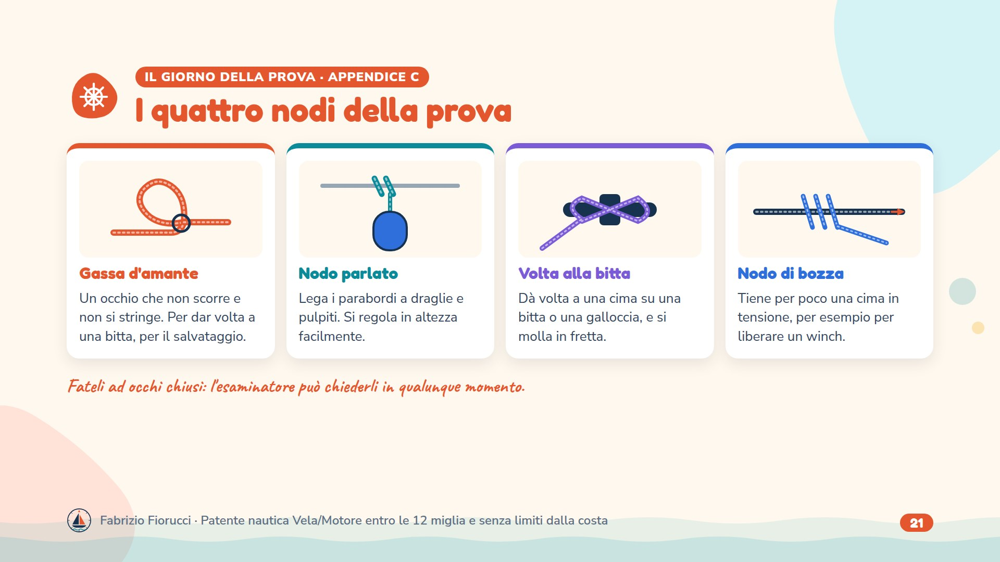 IL GIORNO DELLA PROVA · APPENDICE C
I quattro nodi della prova
Gassa d'amante
Un occhio che non scorre e
non si stringe. Per dar volta a
una bitta, per il salvataggio.
Nodo parlato
Lega i parabordi a draglie e
pulpiti. Si regola in altezza
facilmente.
Volta alla bitta
Dà volta a una cima su una
bitta o una galloccia, e si
molla in fretta.
Nodo di bozza
Tiene per poco una cima in
tensione, per esempio per
liberare un winch.
Fateli ad occhi chiusi: l'esaminatore può chiederli in qualunque momento.
Fabrizio Fiorucci · Patente nautica Vela/Motore entro le 12 miglia e senza limiti dalla costa
21